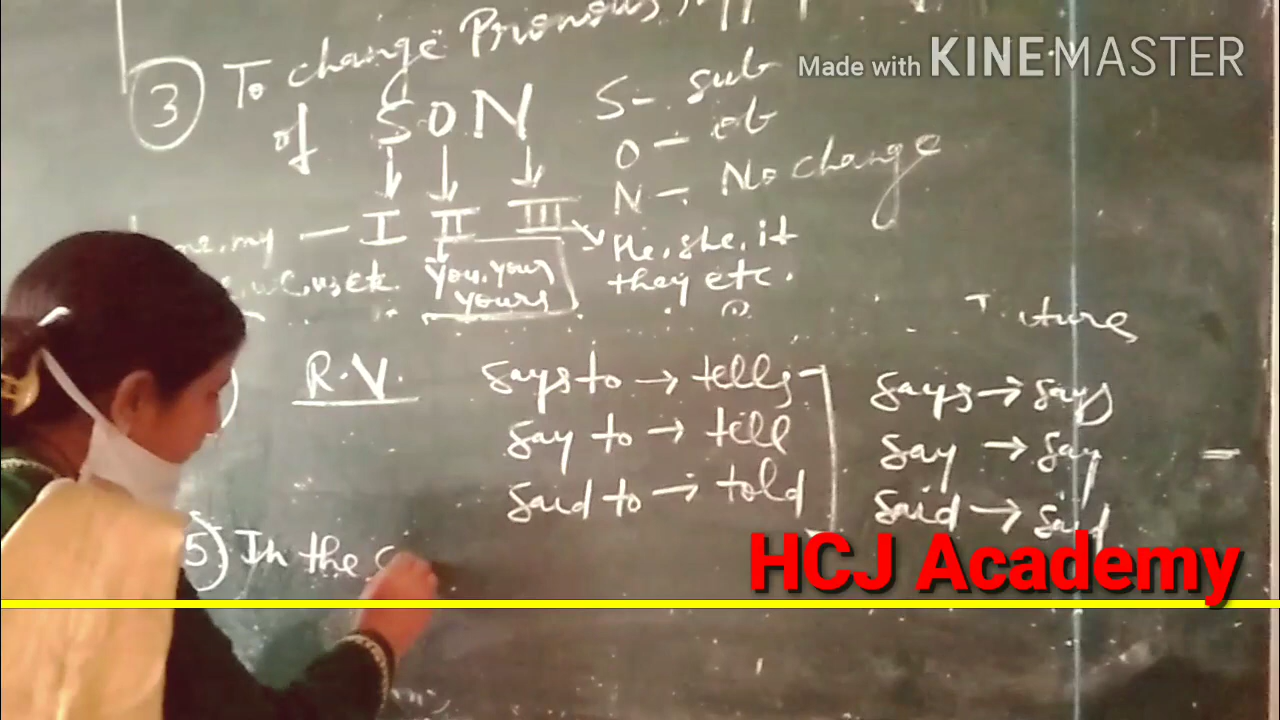 Made with KINEMASTER
③ To change Pronouns
of SON
S - sub
O - ob
N - No change
me, my — I II III
He, she, it
they etc.
you, your
yours
R.V.
says to → tells
say to → tell
said to → told
says → says
say → say
said → said
5) In the
HCJ Academy